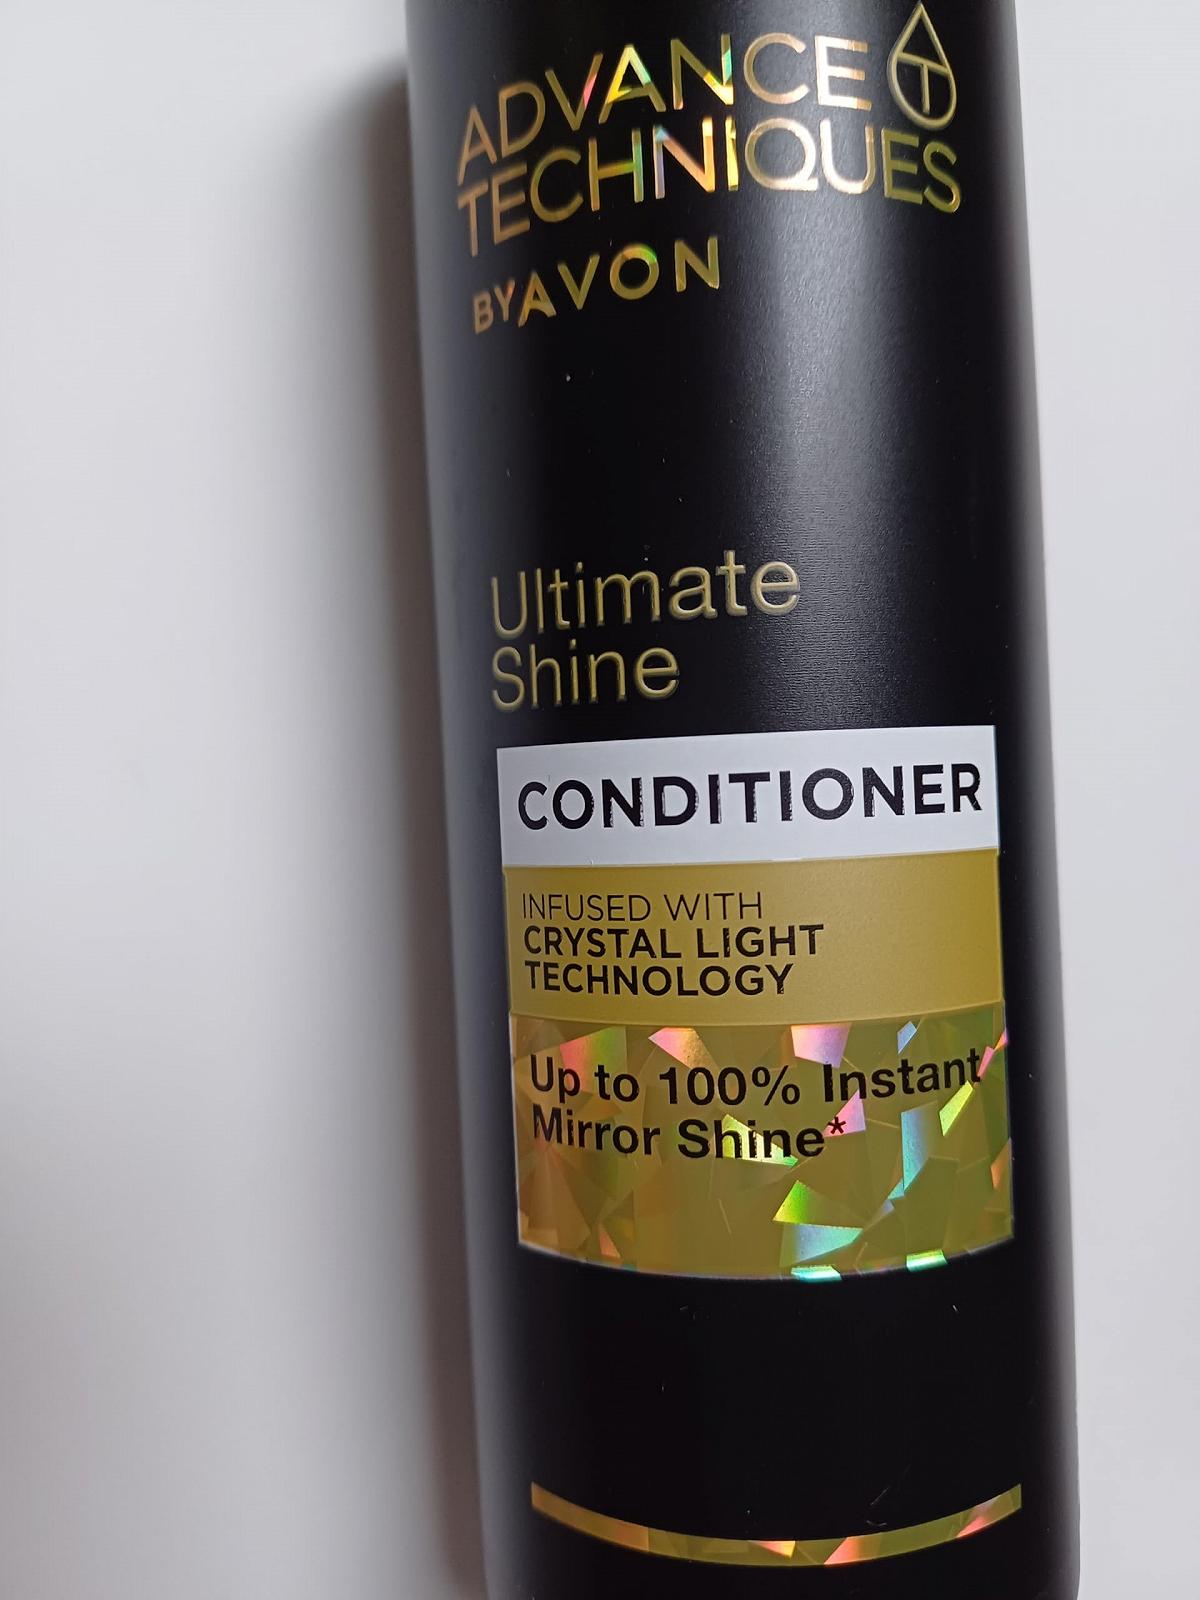 ADVANCE
TECHNIQUES
BY AVON
Ultimate
Shine
CONDITIONER
INFUSED WITH
CRYSTAL LIGHT
TECHNOLOGY
Up to 100% Instant
Mirror Shine*